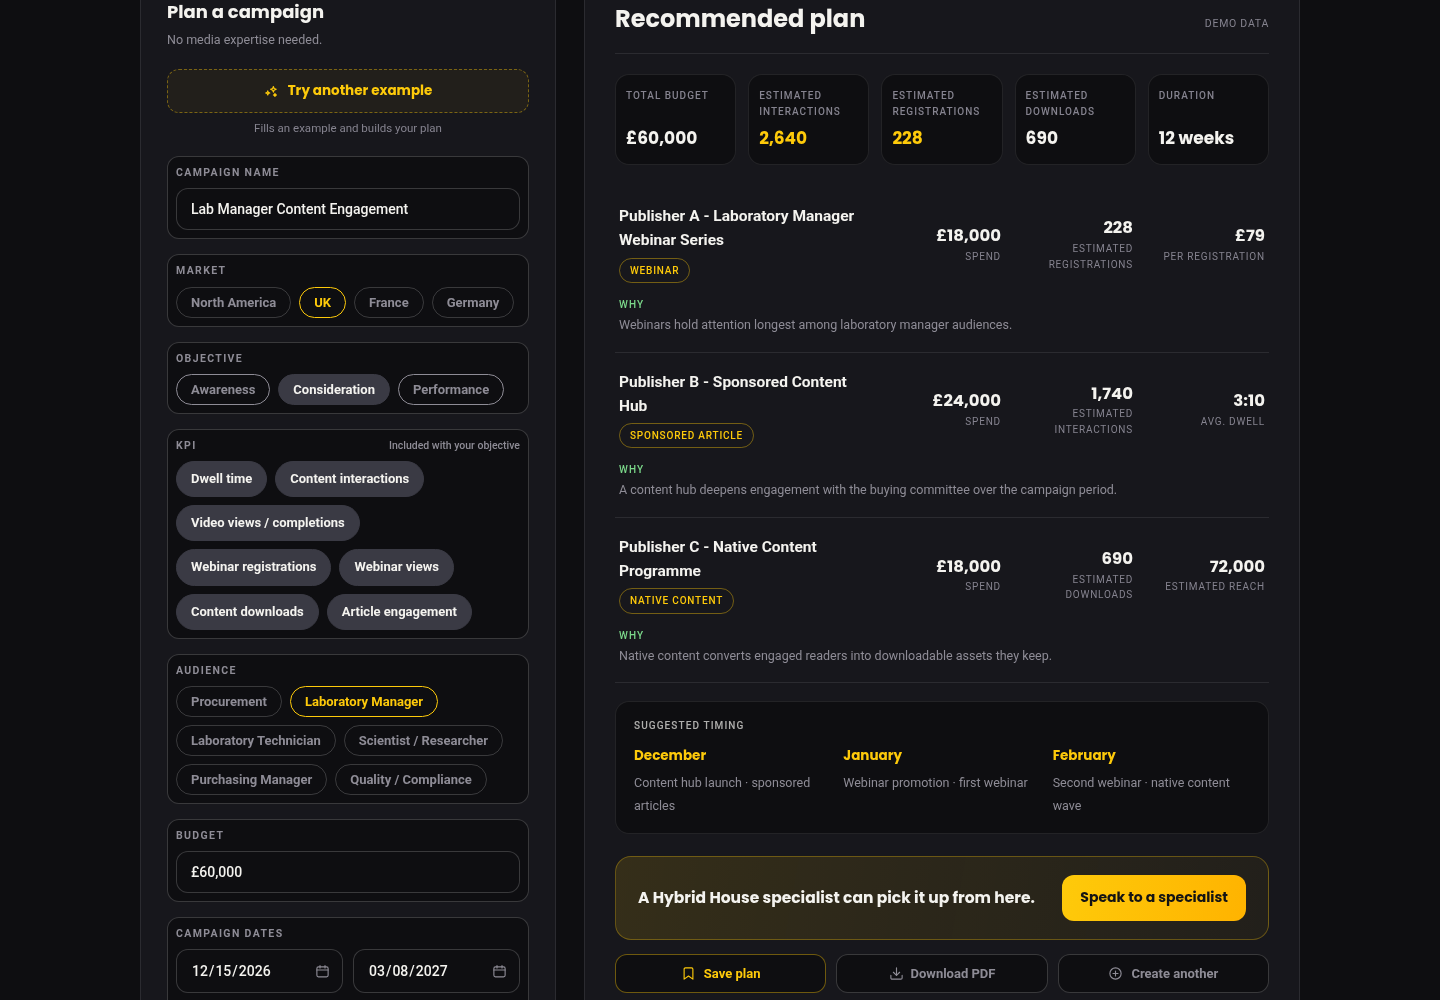 Plan a campaign
No media expertise needed.
Try another example
Fills an example and builds your plan
CAMPAIGN NAME
Lab Manager Content Engagement
MARKET
North America UK France Germany
OBJECTIVE
Awareness Consideration Performance
KPI Included with your objective
Dwell time Content interactions
Video views / completions
Webinar registrations Webinar views
Content downloads Article engagement
AUDIENCE
Procurement Laboratory Manager
Laboratory Technician Scientist / Researcher
Purchasing Manager Quality / Compliance
BUDGET
£60,000
CAMPAIGN DATES
12/15/2026 03/08/2027
Recommended plan DEMO DATA
TOTAL BUDGET
£60,000
ESTIMATED
INTERACTIONS
2,640
ESTIMATED
REGISTRATIONS
228
ESTIMATED
DOWNLOADS
690
DURATION
12 weeks
Publisher A - Laboratory Manager
Webinar Series
WEBINAR
£18,000
SPEND
228
ESTIMATED
REGISTRATIONS
£79
PER REGISTRATION
WHY
Webinars hold attention longest among laboratory manager audiences.
Publisher B - Sponsored Content
Hub
SPONSORED ARTICLE
£24,000
SPEND
1,740
ESTIMATED
INTERACTIONS
3:10
AVG. DWELL
WHY
A content hub deepens engagement with the buying committee over the campaign period.
Publisher C - Native Content
Programme
NATIVE CONTENT
£18,000
SPEND
690
ESTIMATED
DOWNLOADS
72,000
ESTIMATED REACH
WHY
Native content converts engaged readers into downloadable assets they keep.
SUGGESTED TIMING
December
Content hub launch · sponsored
articles
January
Webinar promotion · first webinar
February
Second webinar · native content
wave
A Hybrid House specialist can pick it up from here.
Speak to a specialist
Save plan
Download PDF
Create another